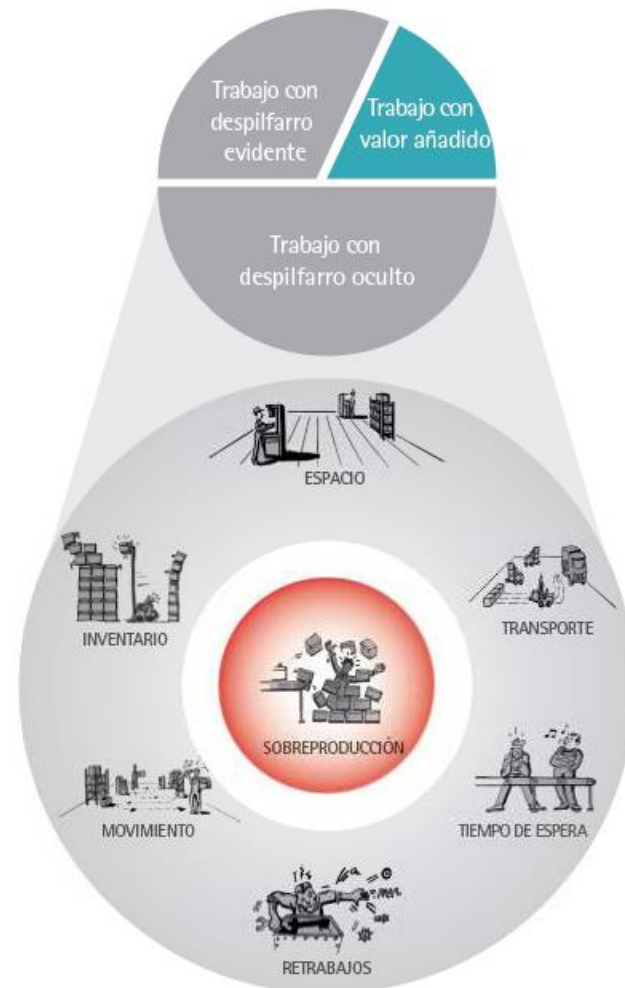 Trabajo con
despilfarro
evidente
Trabajo con
valor añadido
Trabajo con
despilfarro oculto
ESPACIO
INVENTARIO
TRANSPORTE
SOBREPRODUCCIÓN
MOVIMIENTO
TIEMPO DE ESPERA
RETRABAJOS